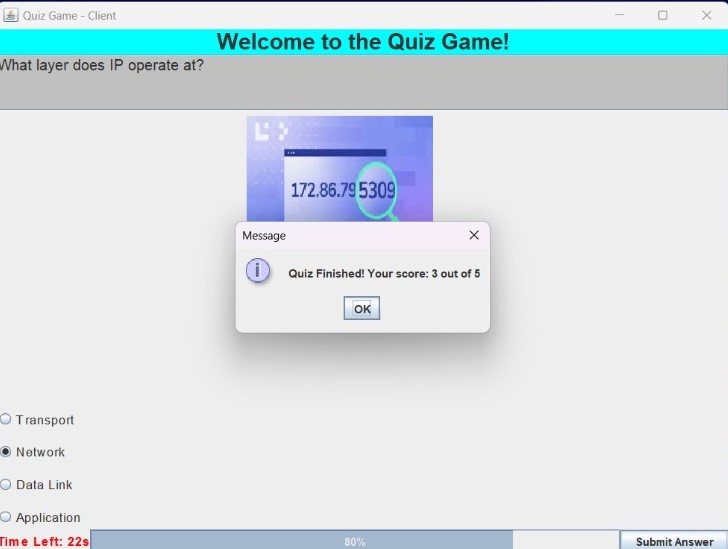 Quiz Game - Client
Welcome to the Quiz Game!
What layer does IP operate at?
172.86.79 5309
Message
Quiz Finished! Your score: 3 out of 5
OK
Transport
Network
Data Link
Application
Time Left: 22s
80%
Submit Answer